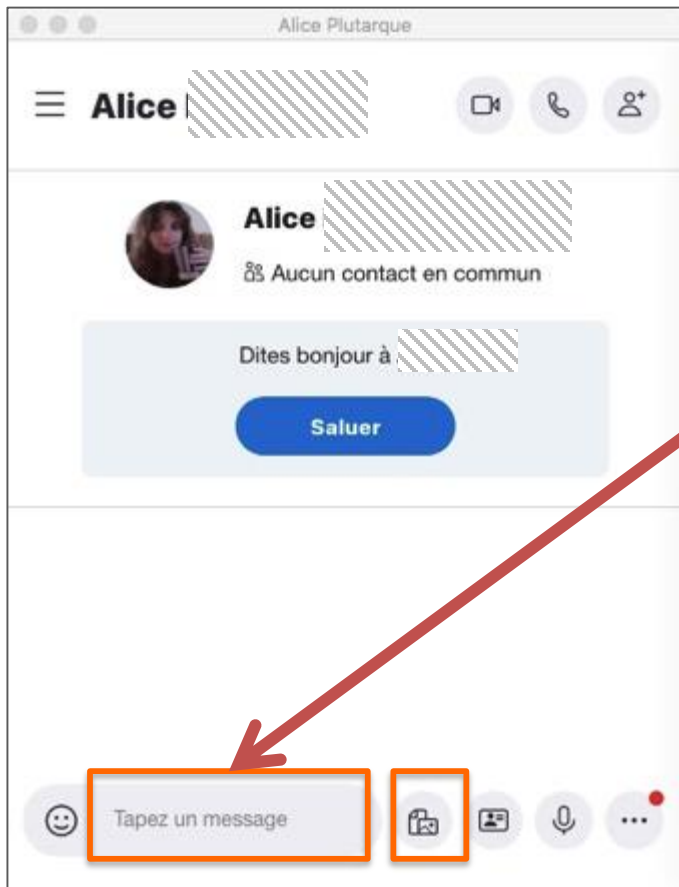 Alice Plutarque
Alice
Alice
Aucun contact en commun
Dites bonjour à
Saluer
Tapez un message